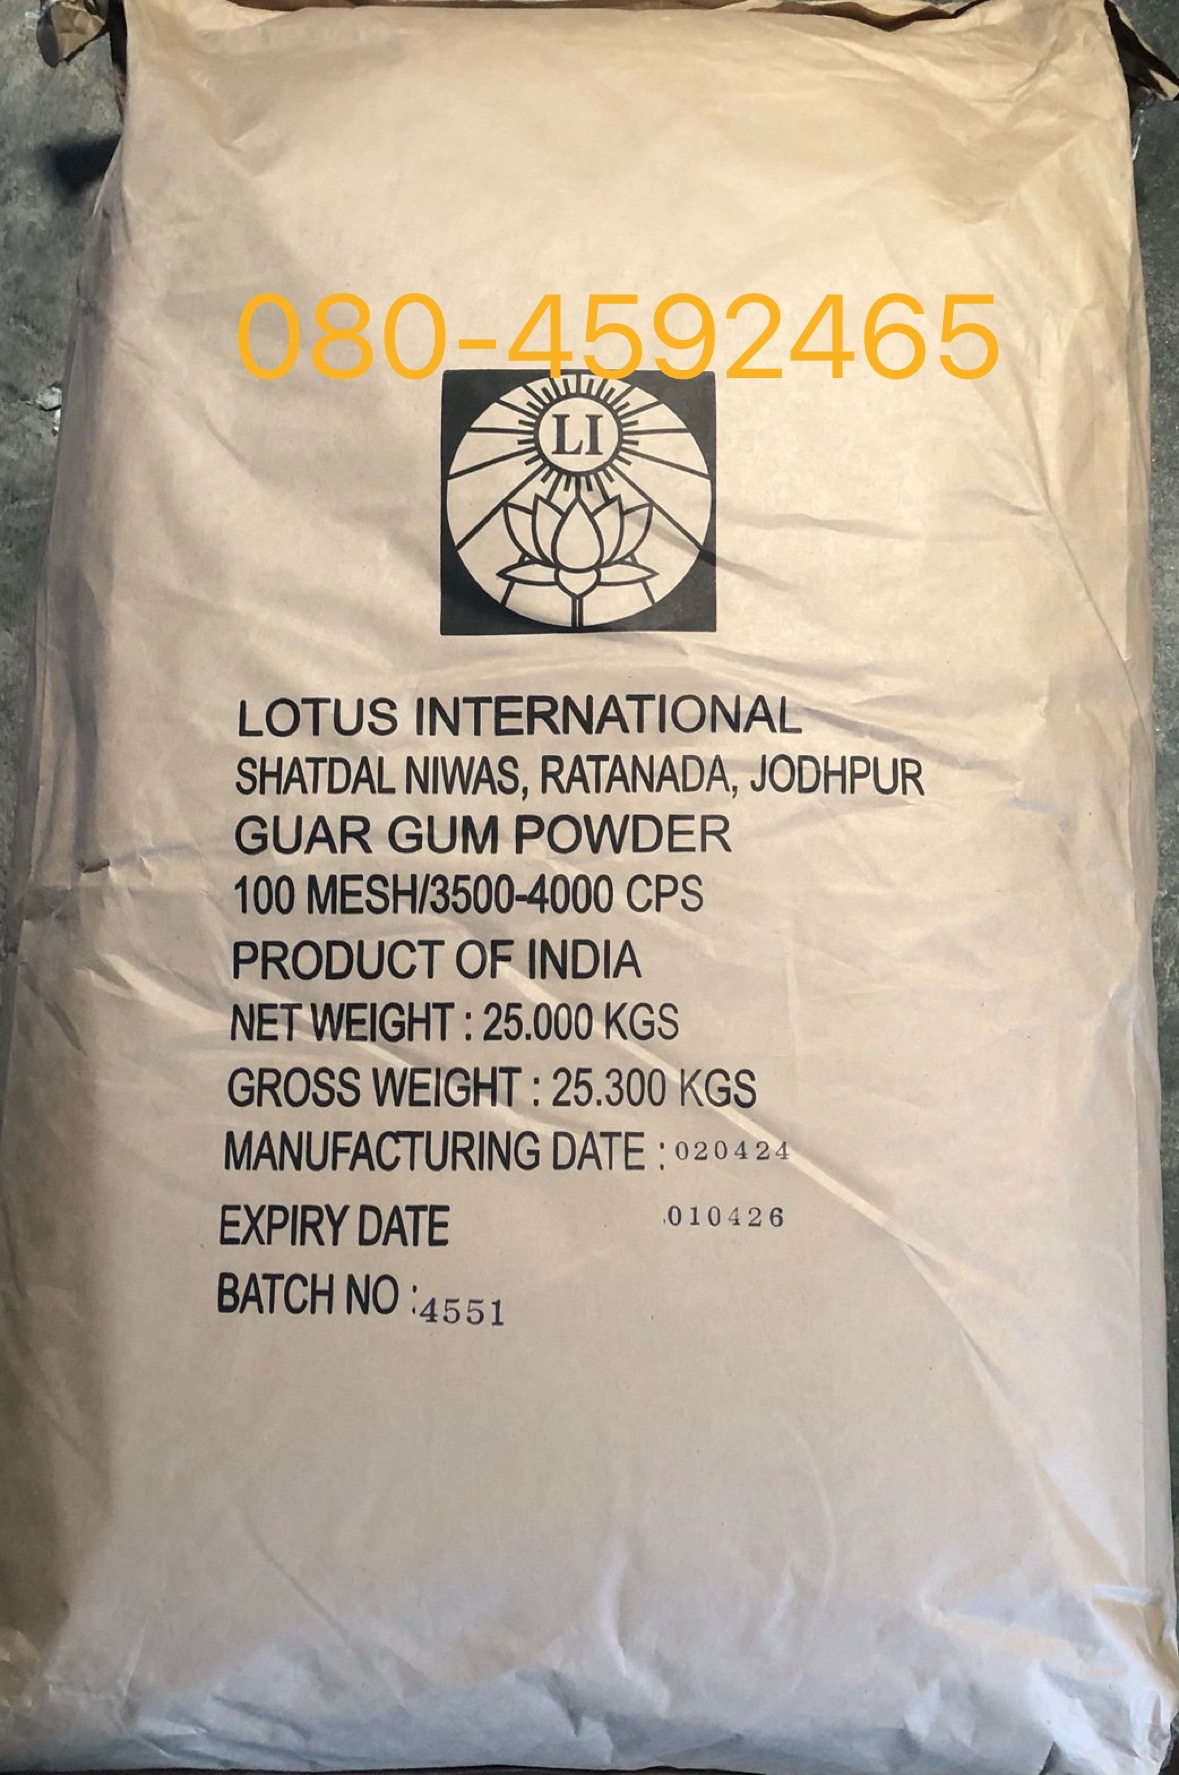 080-4592465
LI
LOTUS INTERNATIONAL
SHATDAL NIWAS, RATANADA, JODHPUR
GUAR GUM POWDER
100 MESH/3500-4000 CPS
PRODUCT OF INDIA
NET WEIGHT : 25.000 KGS
GROSS WEIGHT : 25.300 KGS
MANUFACTURING DATE : 020424
EXPIRY DATE 010426
BATCH NO : 4551